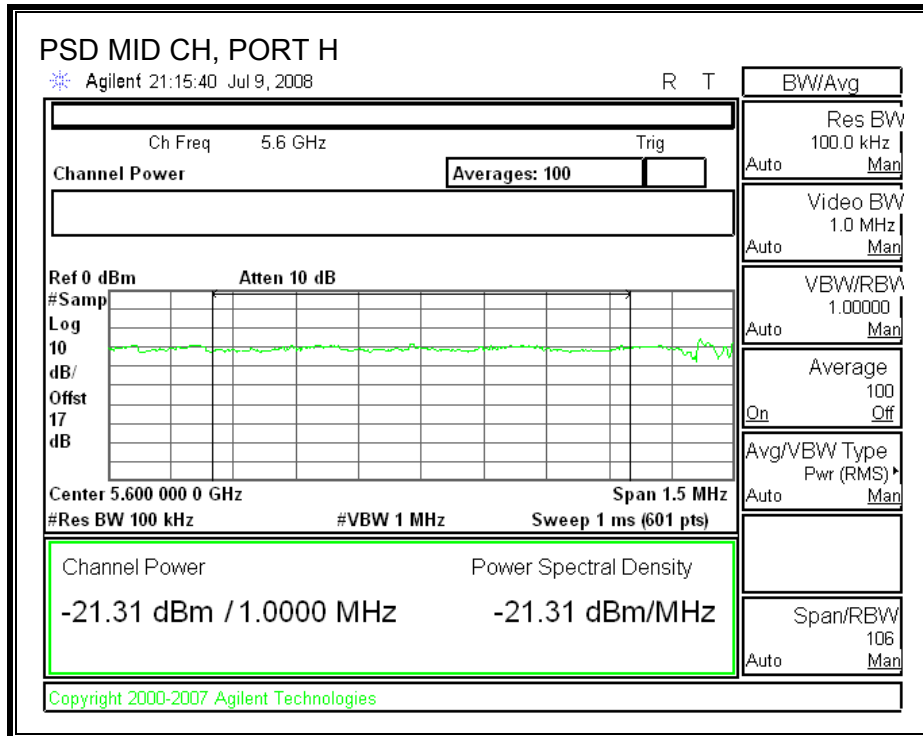 PSD MID CH, PORT H
Agilent 21:15:40 Jul 9, 2008 R T
Ch Freq 5.6 GHz Trig
Channel Power Averages: 100
Ref 0 dBm Atten 10 dB
#Samp
Log
10
dB/
Offst
17
dB
Center 5.600 000 0 GHz Span 1.5 MHz
#Res BW 100 kHz #VBW 1 MHz Sweep 1 ms (601 pts)
Channel Power Power Spectral Density
-21.31 dBm / 1.0000 MHz -21.31 dBm/MHz
Copyright 2000-2007 Agilent Technologies
BW/Avg
Res BW
100.0 kHz
Auto Man
Video BW
1.0 MHz
Auto Man
VBW/RBW
1.00000
Auto Man
Average
100
On Off
Avg/VBW Type
Pwr (RMS)
Auto Man
Span/RBW
106
Auto Man